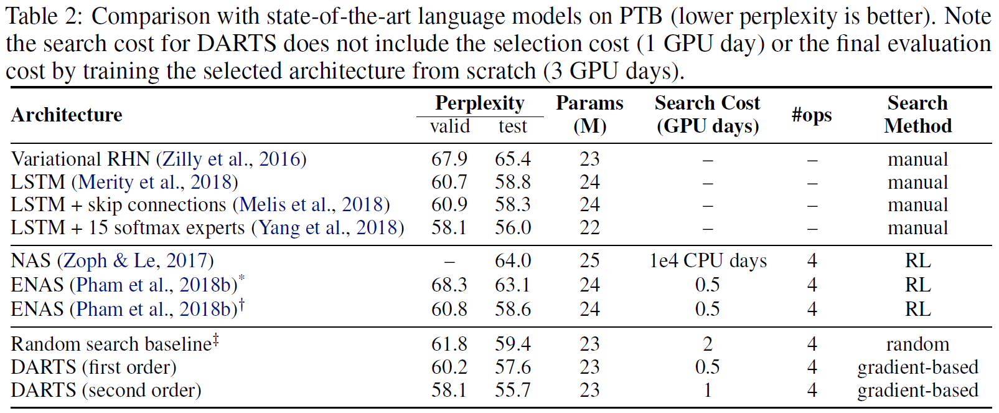 Table 2: Comparison with state-of-the-art language models on PTB (lower perplexity is better). Note
the search cost for DARTS does not include the selection cost (1 GPU day) or the final evaluation
cost by training the selected architecture from scratch (3 GPU days).
Architecture Perplexity Params Search Cost #ops Search
valid test (M) (GPU days) Method
Variational RHN (Zilly et al., 2016) 67.9 65.4 23 – – manual
LSTM (Merity et al., 2018) 60.7 58.8 24 – – manual
LSTM + skip connections (Melis et al., 2018) 60.9 58.3 24 – – manual
LSTM + 15 softmax experts (Yang et al., 2018) 58.1 56.0 22 – – manual
NAS (Zoph & Le, 2017) – 64.0 25 1e4 CPU days 4 RL
ENAS (Pham et al., 2018b)* 68.3 63.1 24 0.5 4 RL
ENAS (Pham et al., 2018b)† 60.8 58.6 24 0.5 4 RL
Random search baseline‡ 61.8 59.4 23 2 4 random
DARTS (first order) 60.2 57.6 23 0.5 4 gradient-based
DARTS (second order) 58.1 55.7 23 1 4 gradient-based